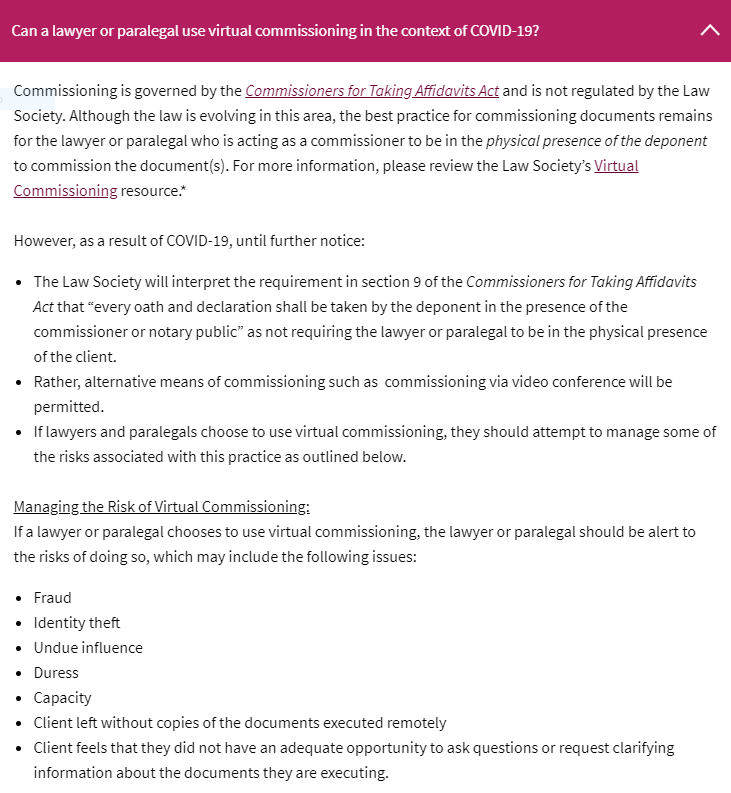 Can a lawyer or paralegal use virtual commissioning in the context of COVID-19?
Commissioning is governed by the Commissioners for Taking Affidavits Act and is not regulated by the Law
Society. Although the law is evolving in this area, the best practice for commissioning documents remains
for the lawyer or paralegal who is acting as a commissioner to be in the physical presence of the deponent
to commission the document(s). For more information, please review the Law Society's Virtual
Commissioning resource.*
However, as a result of COVID-19, until further notice:
• The Law Society will interpret the requirement in section 9 of the Commissioners for Taking Affidavits
Act that “every oath and declaration shall be taken by the deponent in the presence of the
commissioner or notary public” as not requiring the lawyer or paralegal to be in the physical presence
of the client.
• Rather, alternative means of commissioning such as commissioning via video conference will be
permitted.
• If lawyers and paralegals choose to use virtual commissioning, they should attempt to manage some of
the risks associated with this practice as outlined below.
Managing the Risk of Virtual Commissioning:
If a lawyer or paralegal chooses to use virtual commissioning, the lawyer or paralegal should be alert to
the risks of doing so, which may include the following issues:
• Fraud
• Identity theft
• Undue influence
• Duress
• Capacity
• Client left without copies of the documents executed remotely
• Client feels that they did not have an adequate opportunity to ask questions or request clarifying
information about the documents they are executing.